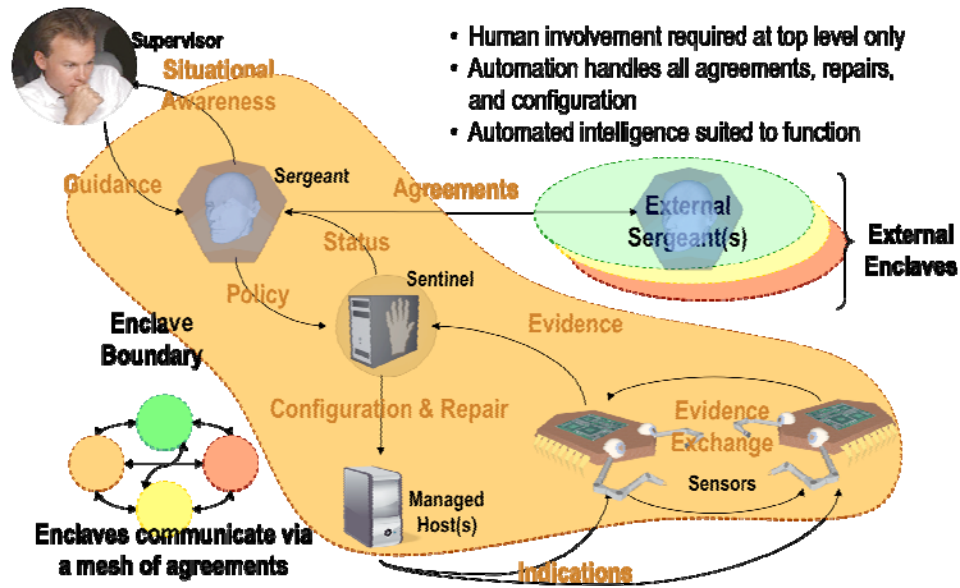 Supervisor
Situational
Awareness
• Human involvement required at top level only
• Automation handles all agreements, repairs,
and configuration
• Automated intelligence suited to function
Guidance
Sergeant
Agreements
External
Sergeant(s)
External
Enclaves
Status
Policy
Sentinel
Enclave
Boundary
Evidence
Configuration & Repair
Evidence
Exchange
Sensors
Managed
Host(s)
Enclaves communicate via
a mesh of agreements
Indications